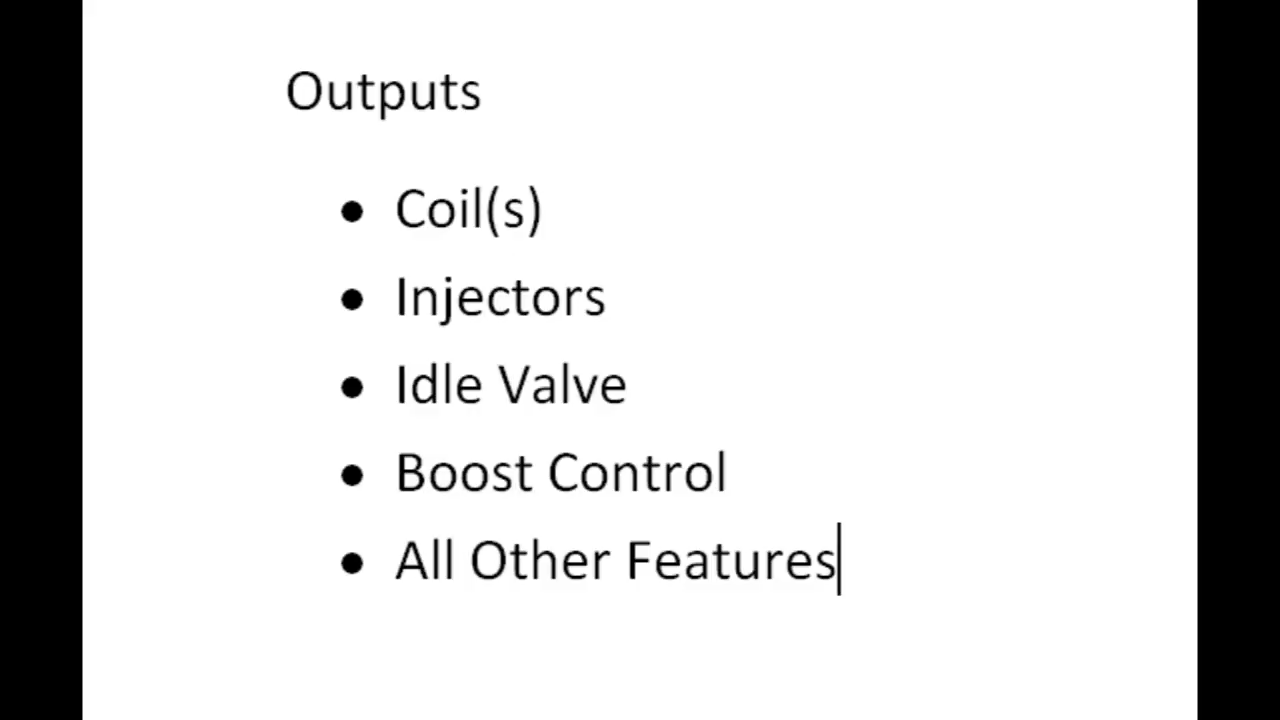 Outputs
• Coil(s)
• Injectors
• Idle Valve
• Boost Control
• All Other Features